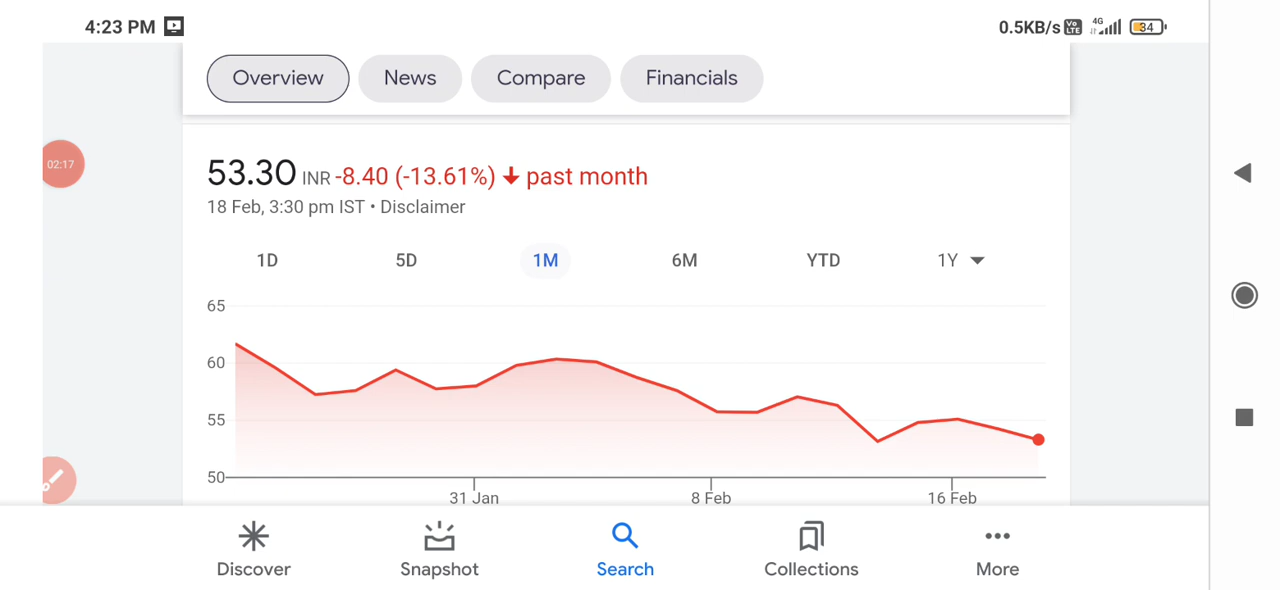 4:23 PM
0.5KB/s Vo LTE 4G 34
Overview News Compare Financials
02:17
53.30 INR -8.40 (-13.61%) ↓ past month
18 Feb, 3:30 pm IST • Disclaimer
1D 5D 1M 6M YTD 1Y
65
60
55
50
31 Jan 8 Feb 16 Feb
Discover Snapshot Search Collections More